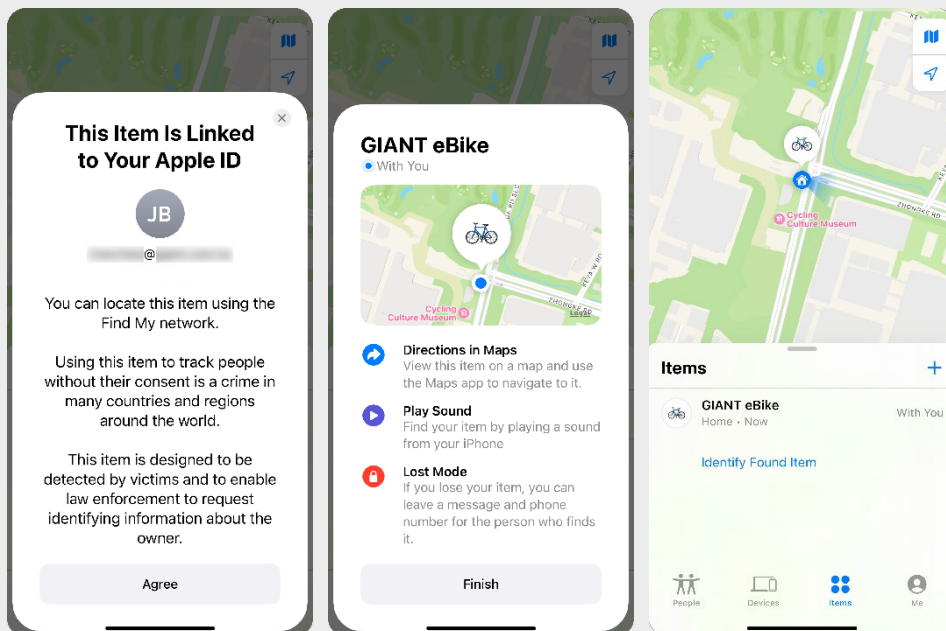 This Item Is Linked
to Your Apple ID
JB
@
You can locate this item using the
Find My network.
Using this item to track people
without their consent is a crime in
many countries and regions
around the world.
This item is designed to be
detected by victims and to enable
law enforcement to request
identifying information about the
owner.
Agree
GIANT eBike
With You
Cycling
Culture Museum
ZHONGKE RD
KEYA W RD
Legal
Directions in Maps
View this item on a map and use
the Maps app to navigate to it.
Play Sound
Find your item by playing a sound
from your iPhone
Lost Mode
If you lose your item, you can
leave a message and phone
number for the person who finds
it.
Finish
Cycling
Culture Museum
ZHONGKE RD
Items
+
GIANT eBike
Home • Now
With You
Identify Found Item
People
Devices
Items
Me